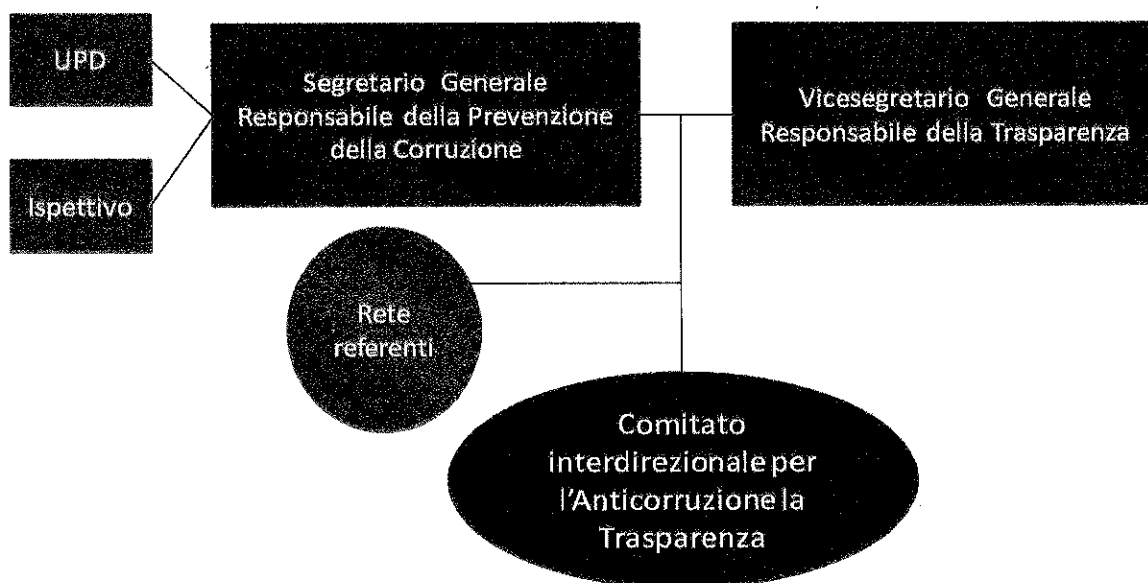 UPD
Ispettivo
Segretario Generale
Responsabile della Prevenzione
della Corruzione
Vicesegretario Generale
Responsabile della Trasparenza
Rete
referenti
Comitato
interdirezionale per
l'Anticorruzione la
Trasparenza